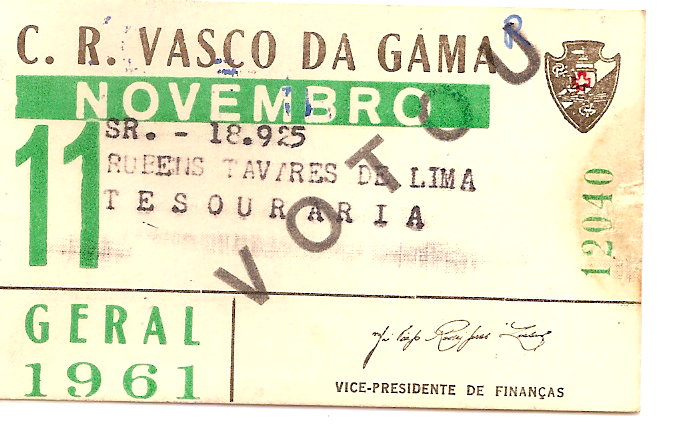 C. R. VASCO DA GAMA
NOVEMBRO
11
SR. - 18.925
RUBENS TAVARES DE LIMA
TESOURARIA
VOTOU
12040
GERAL
1961
VICE-PRESIDENTE DE FINANÇAS